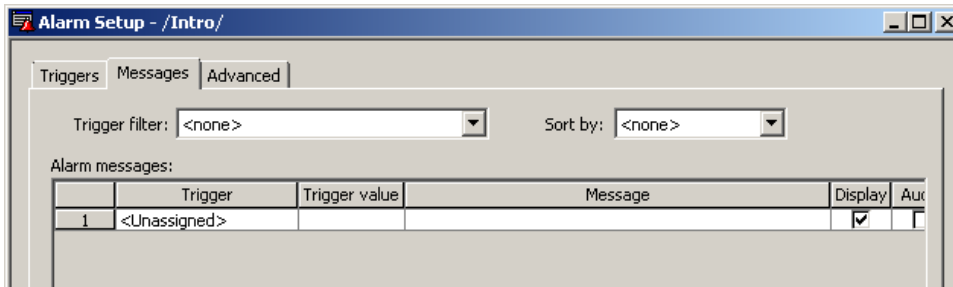 Alarm Setup - /Intro/
Triggers Messages Advanced
Trigger filter: <none> Sort by: <none>
Alarm messages:
Trigger Trigger value Message Display
1 <Unassigned>